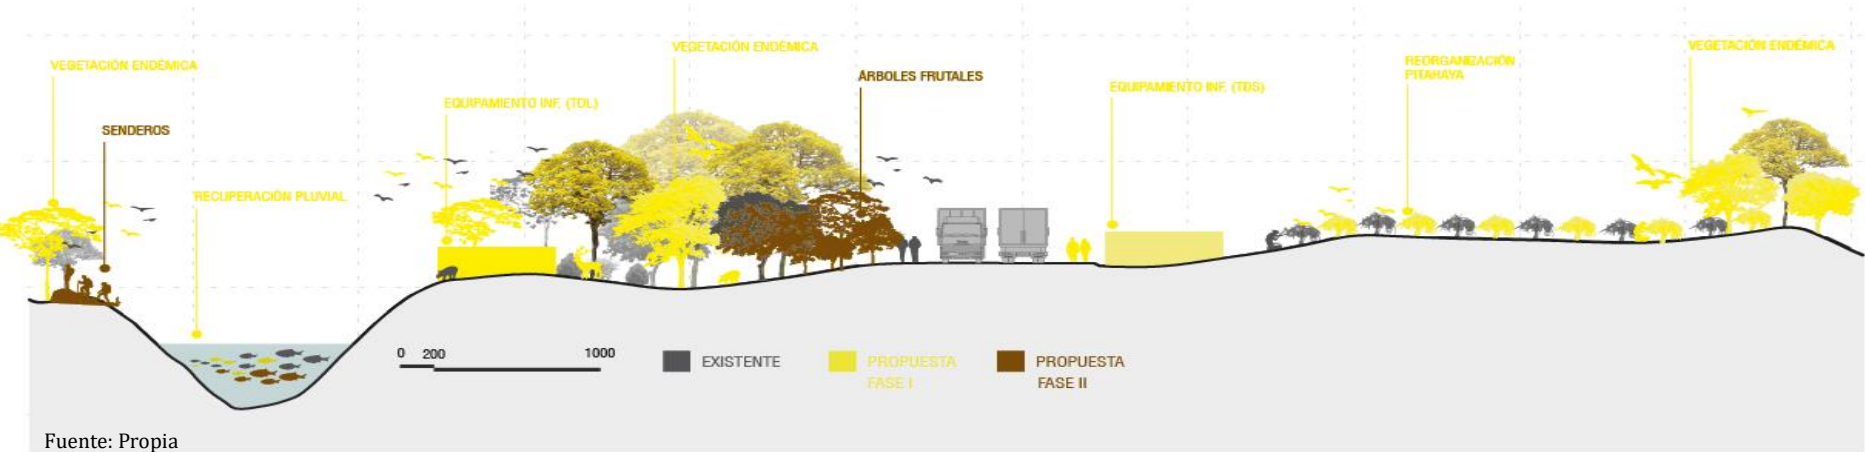 VEGETACIÓN ENDÉMICA
SENDEROS
RECUPERACIÓN PLUVIAL
EQUIPAMIENTO INF. (TDL)
VEGETACIÓN ENDÉMICA
ÁRBOLES FRUTALES
EQUIPAMIENTO INF. (TDS)
REORGANIZACIÓN
PITAHAYA
VEGETACIÓN ENDÉMICA
0 200 1000
EXISTENTE
PROPUESTA
FASE I
PROPUESTA
FASE II
Fuente: Propia